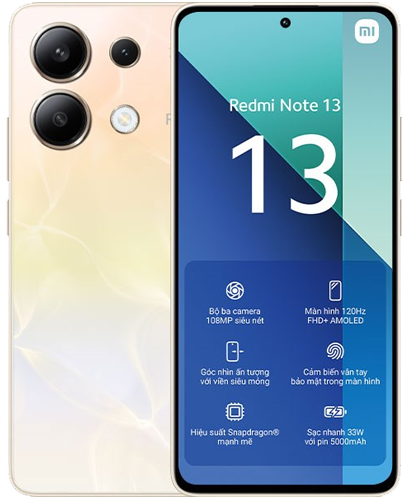 mi
Redmi Note 13
13
Bộ ba camera
108MP siêu nét
Màn hình 120Hz
FHD+ AMOLED
Góc nhìn ấn tượng
với viền siêu mỏng
Cảm biến vân tay
bảo mật trong màn hình
Hiệu suất Snapdragon®
mạnh mẽ
Sạc nhanh 33W
với pin 5000mAh